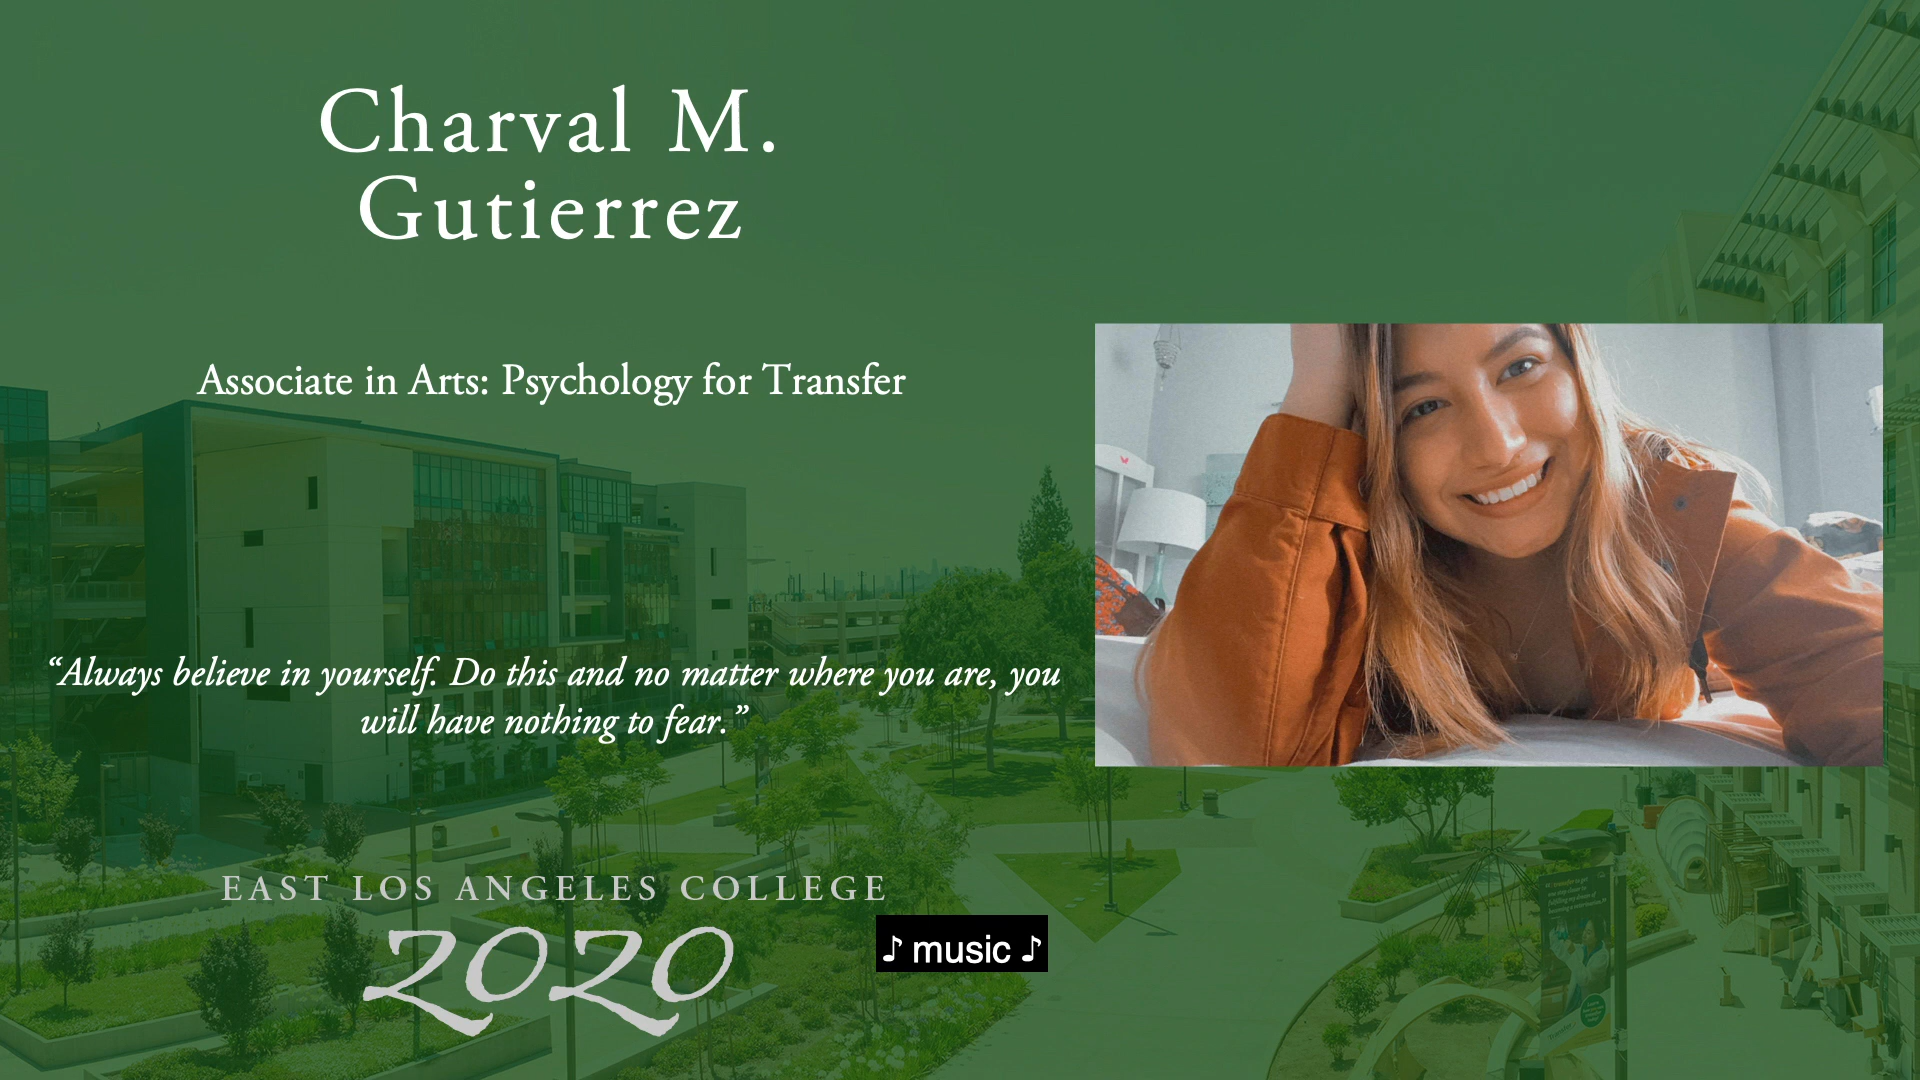 Charval M.
Gutierrez
Associate in Arts: Psychology for Transfer
“Always believe in yourself. Do this and no matter where you are, you
will have nothing to fear.”
EAST LOS ANGELES COLLEGE
2020
♪ music ♪